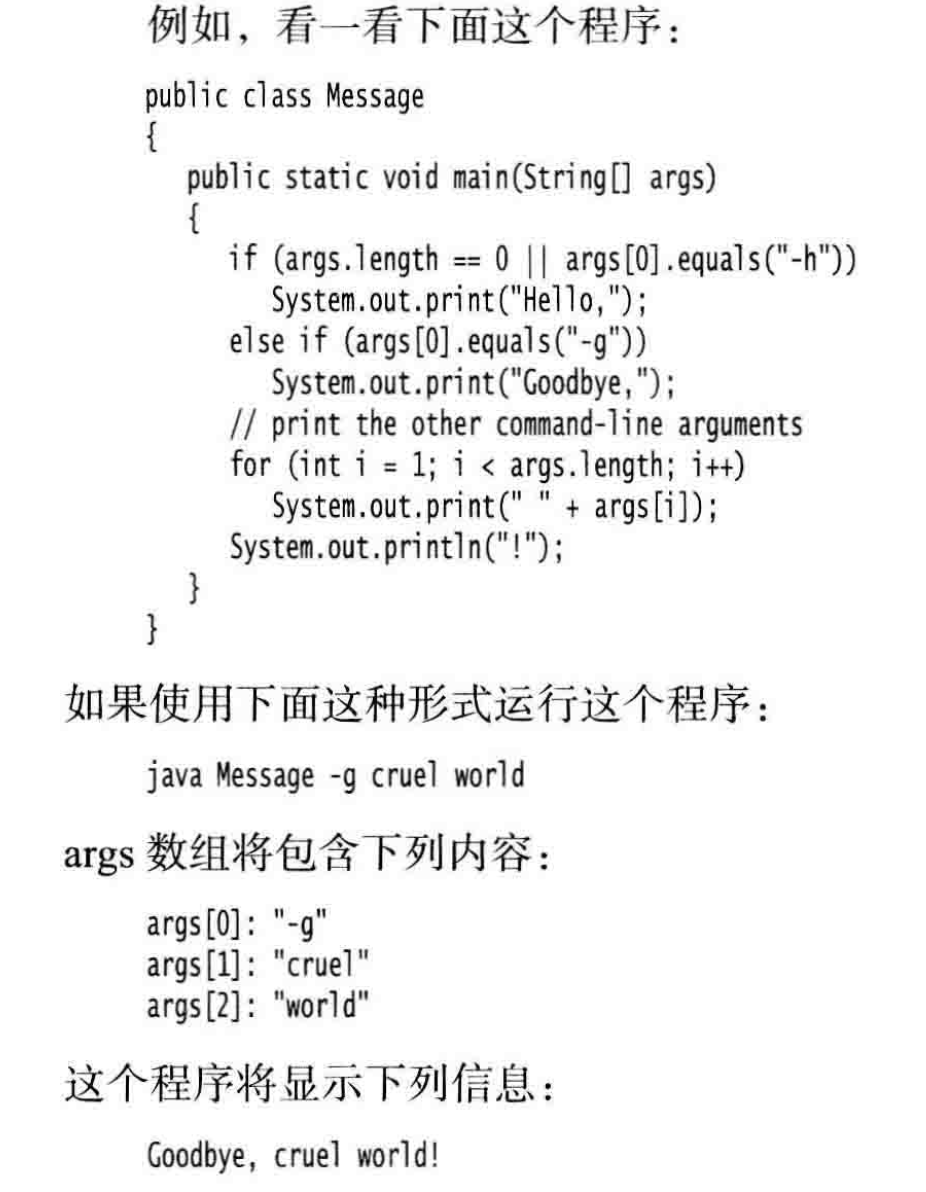 例如，看一看下面这个程序：
public class Message
{
   public static void main(String[] args)
   {
      if (args.length == 0 || args[0].equals("-h"))
         System.out.print("Hello,");
      else if (args[0].equals("-g"))
         System.out.print("Goodbye,");
      // print the other command-line arguments
      for (int i = 1; i < args.length; i++)
         System.out.print(" " + args[i]);
      System.out.println("!");
   }
}
如果使用下面这种形式运行这个程序：
java Message -g cruel world
args 数组将包含下列内容：
args[0]: "-g"
args[1]: "cruel"
args[2]: "world"
这个程序将显示下列信息：
Goodbye, cruel world!